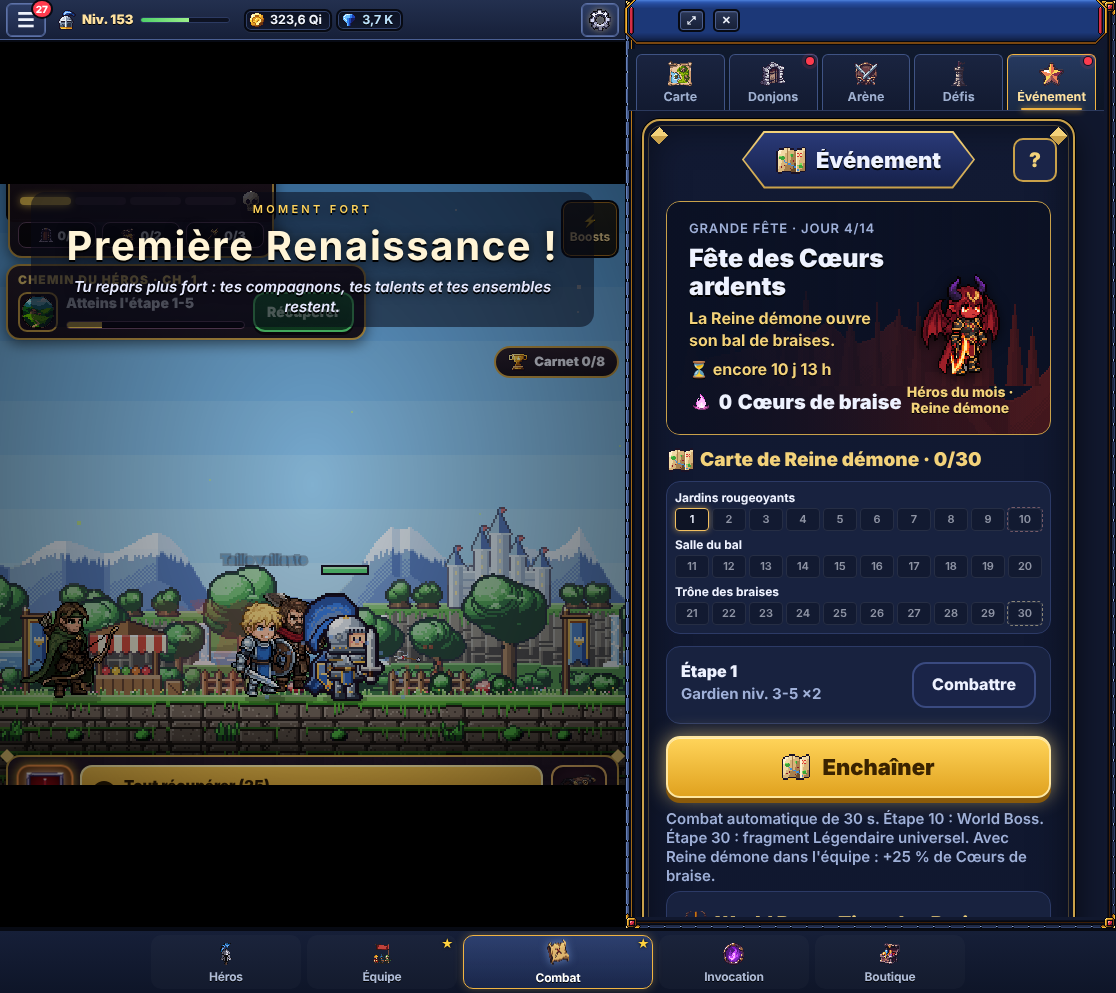 27
Niv. 153
323,6 Qi
3,7 K
Carte
Donjons
Arène
Défis
Événement
MOMENT FORT
Première Renaissance !
Tu repars plus fort : tes compagnons, tes talents et tes ensembles
restent.
Boosts
CHEMIN DU HÉROS · CH. 1
Atteins l'étape 1-5
Récupérer
Carnet 0/8
Tout récupérer (25)
Événement
?
GRANDE FÊTE · JOUR 4/14
Fête des Cœurs
ardents
La Reine démone ouvre
son bal de braises.
encore 10 j 13 h
0 Cœurs de braise
Héros du mois ·
Reine démone
Carte de Reine démone · 0/30
Jardins rougeoyants
1 2 3 4 5 6 7 8 9 10
Salle du bal
11 12 13 14 15 16 17 18 19 20
Trône des braises
21 22 23 24 25 26 27 28 29 30
Étape 1
Gardien niv. 3-5 ×2
Combattre
Enchaîner
Combat automatique de 30 s. Étape 10 : World Boss.
Étape 30 : fragment Légendaire universel. Avec
Reine démone dans l'équipe : +25 % de Cœurs de
braise.
Héros
Équipe
Combat
Invocation
Boutique